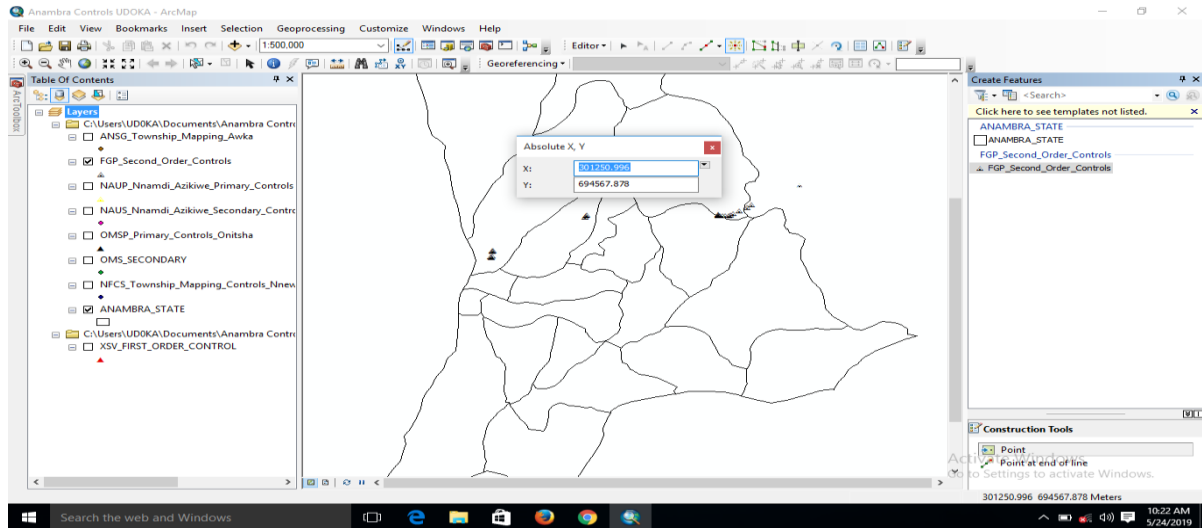 Anambra Controls UDOKA - ArcMap
File Edit View Bookmarks Insert Selection Geoprocessing Customize Windows Help
1:500.000
Editor
Georeferencing
Table Of Contents
ArcToolbox
Layers
C:\Users\UD0KA\Documents\Anambra Contro
ANSG_Township_Mapping_Awka
FGP_Second_Order_Controls
NAUP_Nnamdi_Azikiwe_Primary_Controls
NAUS_Nnamdi_Azikiwe_Secondary_Contro
OMSP_Primary_Controls_Onitsha
OMS_SECONDARY
NFCS_Township_Mapping_Controls_Nnew
ANAMBRA_STATE
C:\Users\UD0KA\Documents\Anambra Contro
XSV_FIRST_ORDER_CONTROL
Absolute X, Y
X: 301250.996
Y: 694567.878
Create Features
<Search>
Click here to see templates not listed.
ANAMBRA_STATE
ANAMBRA_STATE
FGP_Second_Order_Controls
FGP_Second_Order_Controls
Construction Tools
Point
Point at end of line
Activate Windows
Go to Settings to activate Windows.
301250.996 694567.878 Meters
Search the web and Windows
10:22 AM
5/24/2019